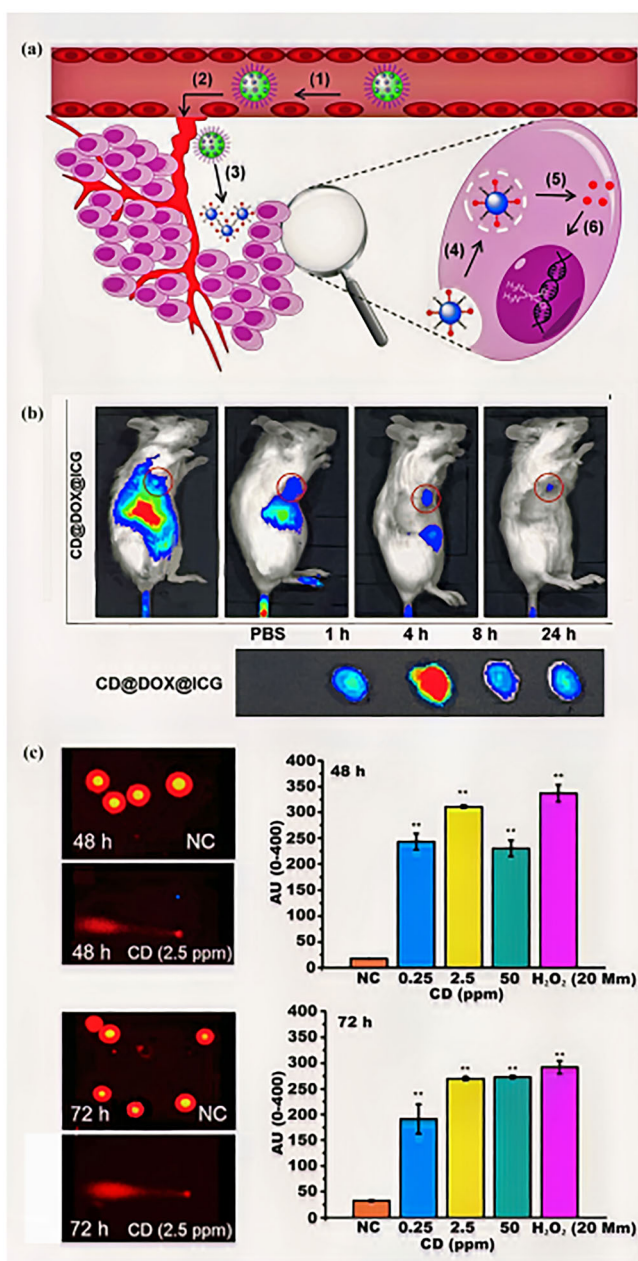 (a)
(2)
(1)
(3)
(5)
(6)
(4)
H₂N
H₃N
(b)
CD@DOX@ICG
PBS 1 h 4 h 8 h 24 h
CD@DOX@ICG
(c)
48 h NC
48 h CD (2.5 ppm)
AU (0-400)
48 h
400
350
300
250
200
150
100
50
0
NC 0.25 2.5 50 H₂O₂ (20 Mm)
CD (ppm)
** ** ** **
72 h NC
72 h CD (2.5 ppm)
AU (0-400)
72 h
400
350
300
250
200
150
100
50
0
NC 0.25 2.5 50 H₂O₂ (20 Mm)
CD (ppm)
** ** ** **